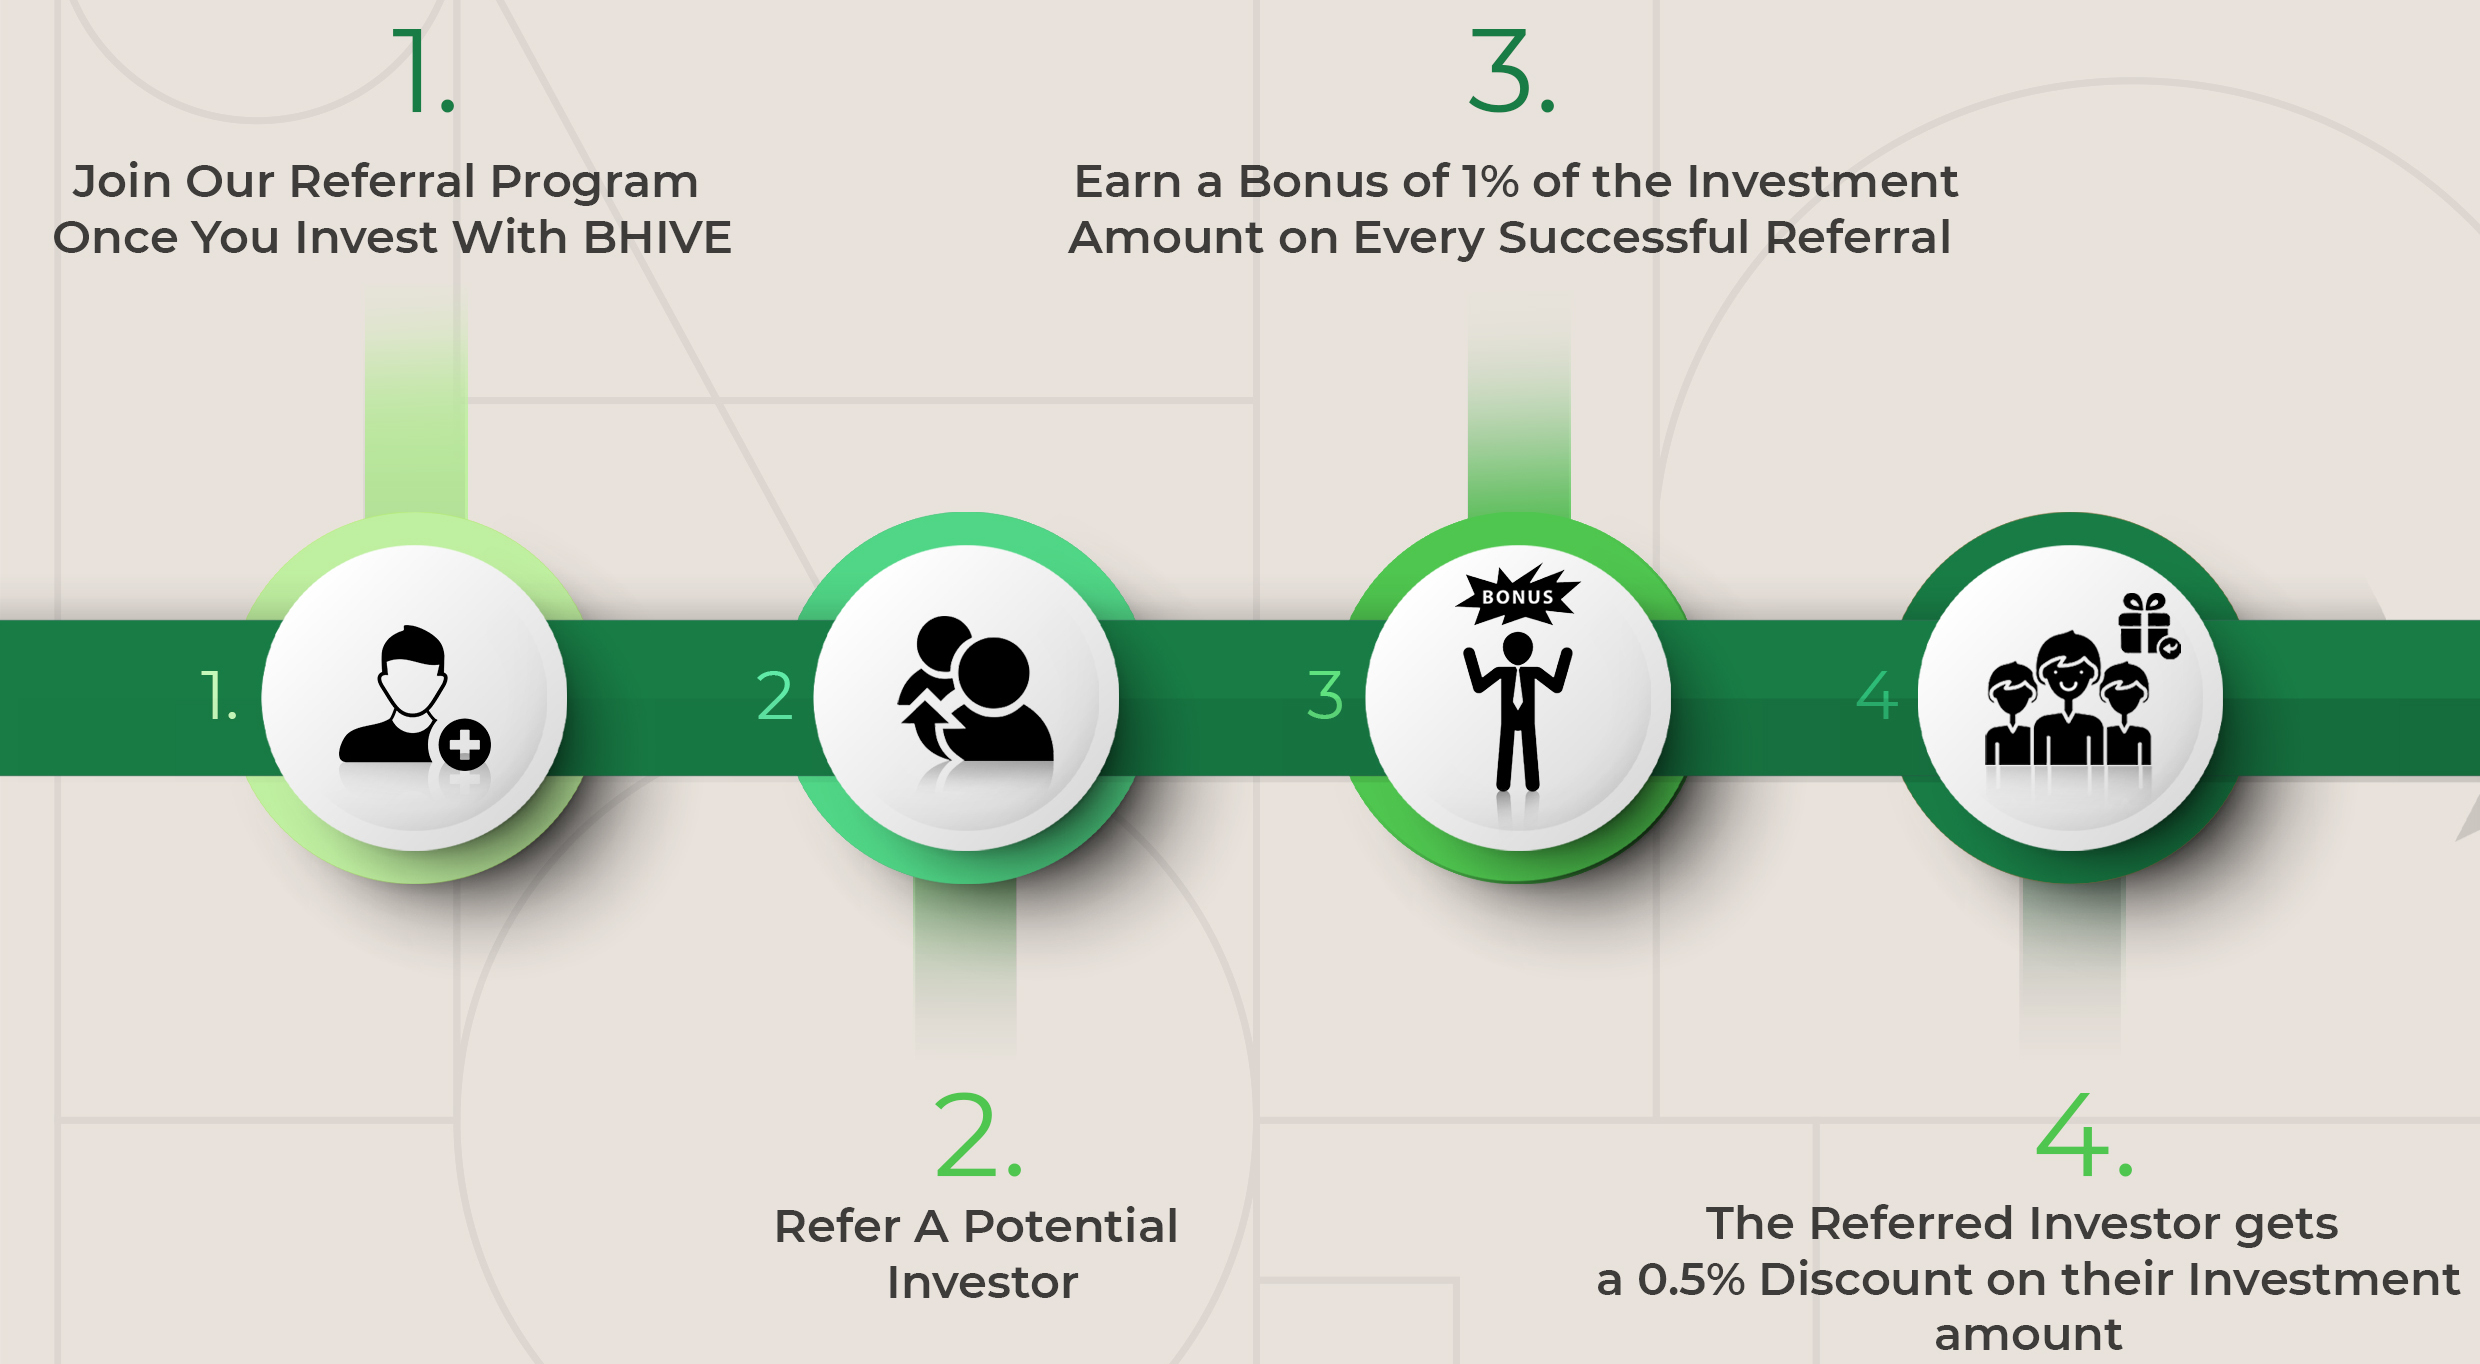 1.
Join Our Referral Program
Once You Invest With BHIVE
3.
Earn a Bonus of 1% of the Investment
Amount on Every Successful Referral
1.
2
3
BONUS
4
2.
Refer A Potential
Investor
4.
The Referred Investor gets
a 0.5% Discount on their Investment
amount